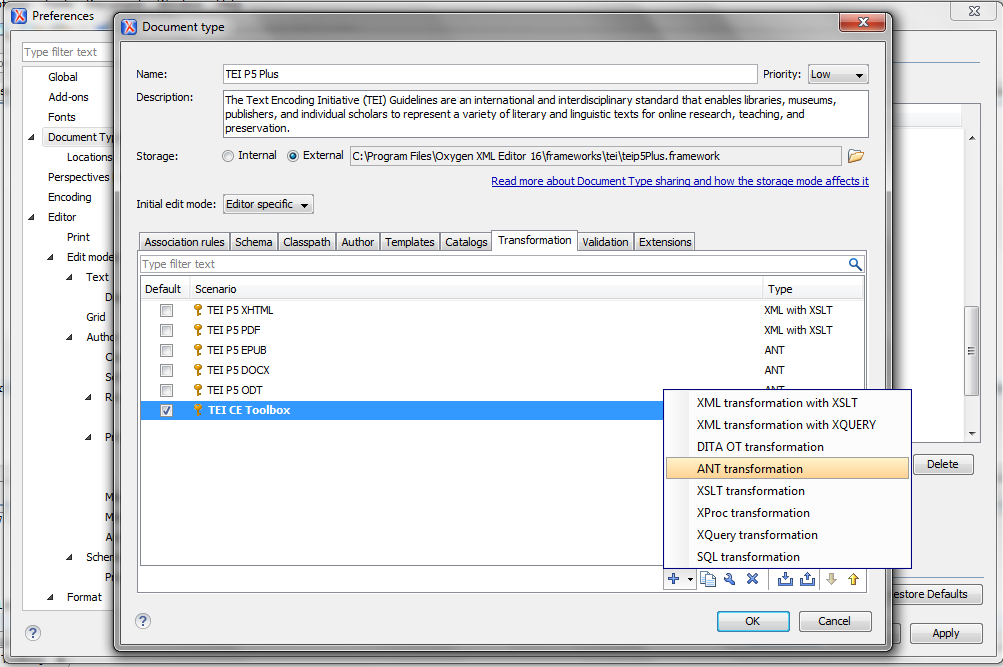 Preferences
Type filter text
Global
Add-ons
Fonts
Document Typ
Locations
Perspectives
Encoding
Editor
Print
Edit mode
Text
D
Grid
Autho
C
S
R
P
M
M
A
Schem
P
Format
Document type
Name:
TEI P5 Plus
Priority:
Low
Description:
The Text Encoding Initiative (TEI) Guidelines are an international and interdisciplinary standard that enables libraries, museums,
publishers, and individual scholars to represent a variety of literary and linguistic texts for online research, teaching, and
preservation.
Storage:
Internal
External
C:\Program Files\Oxygen XML Editor 16\frameworks\tei\teip5Plus.framework
Read more about Document Type sharing and how the storage mode affects it
Initial edit mode:
Editor specific
Association rules
Schema
Classpath
Author
Templates
Catalogs
Transformation
Validation
Extensions
Type filter text
Default
Scenario
Type
TEI P5 XHTML
XML with XSLT
TEI P5 PDF
XML with XSLT
TEI P5 EPUB
ANT
TEI P5 DOCX
ANT
TEI P5 ODT
ANT
TEI CE Toolbox
XML transformation with XSLT
XML transformation with XQUERY
DITA OT transformation
ANT transformation
XSLT transformation
XProc transformation
XQuery transformation
SQL transformation
OK
Cancel
Delete
estore Defaults
Apply